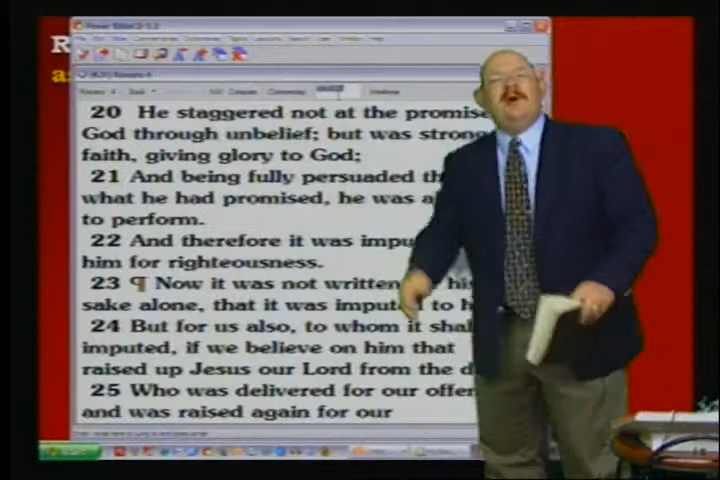 R
a
20 He staggered not at the promise
God through unbelief; but was strong
faith, giving glory to God;
21 And being fully persuaded th
what he had promised, he was a
to perform.
22 And therefore it was impu
him for righteousness.
23 ¶ Now it was not written his
sake alone, that it was imputed to h
24 But for us also, to whom it shal
imputed, if we believe on him that
raised up Jesus our Lord from the d
25 Who was delivered for our offen
and was raised again for our